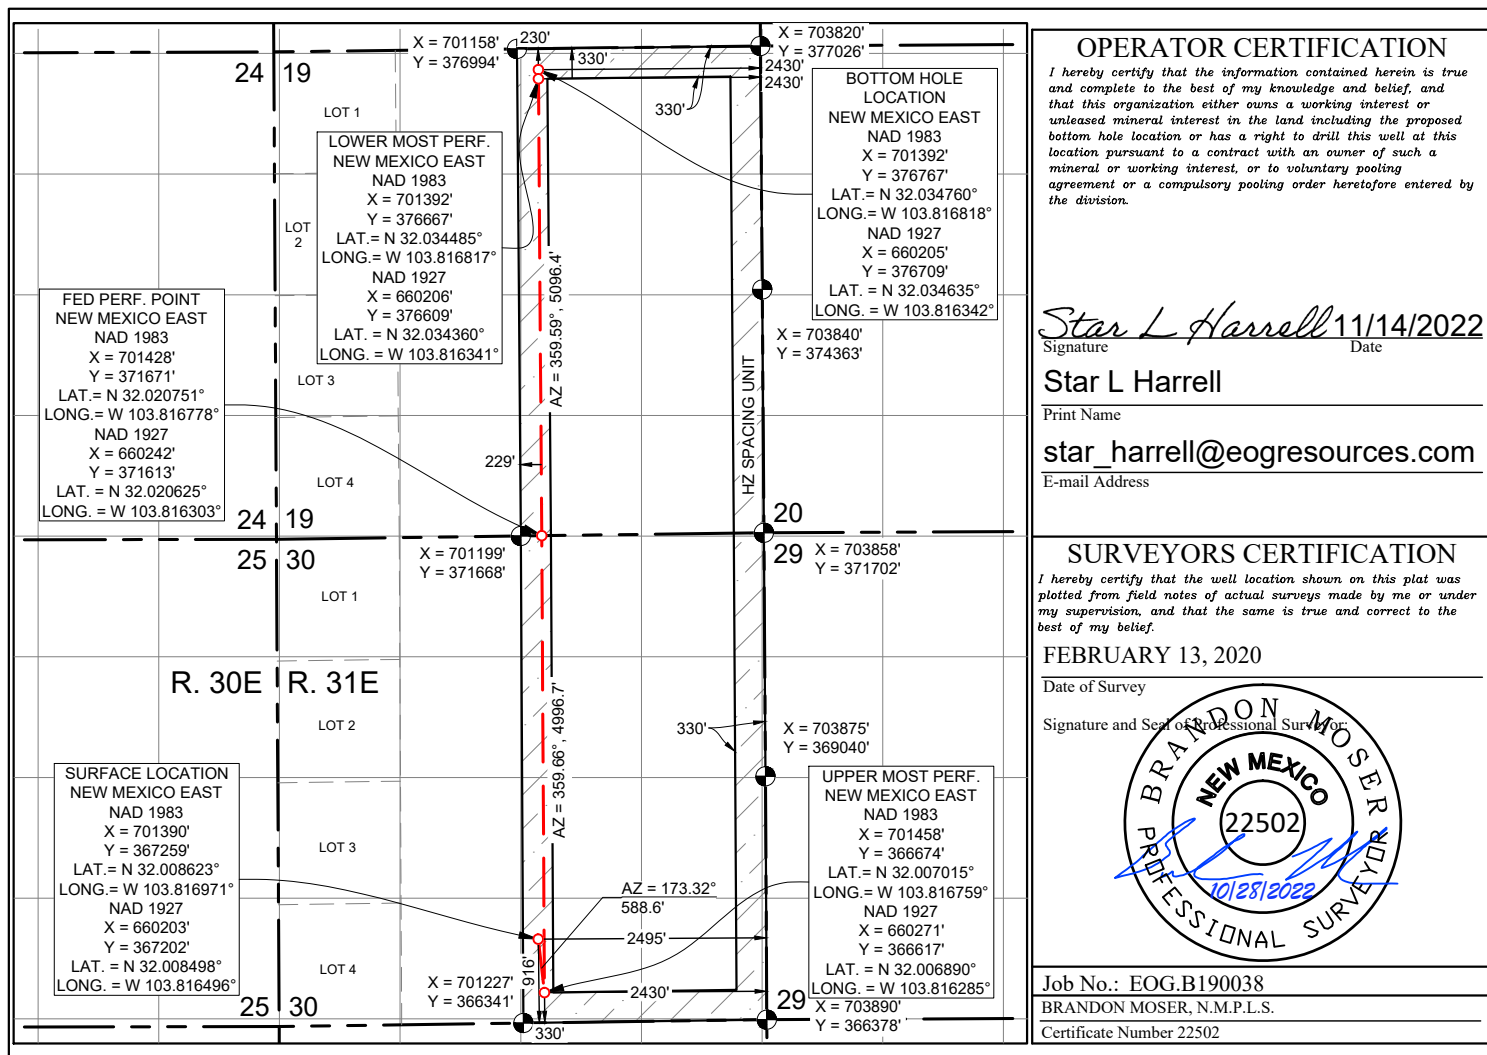 X = 701158'
Y = 376994'
230'
330'
X = 703820'
Y = 377026'
2430'
2430'
330'
24 19
LOT 1
LOT
2
LOT 3
LOT 4
LOWER MOST PERF.
NEW MEXICO EAST
NAD 1983
X = 701392'
Y = 376667'
LAT.= N 32.034485°
LONG.= W 103.816817°
NAD 1927
X = 660206'
Y = 376609'
LAT. = N 32.034360°
LONG. = W 103.816341°
BOTTOM HOLE
LOCATION
NEW MEXICO EAST
NAD 1983
X = 701392'
Y = 376767'
LAT.= N 32.034760°
LONG.= W 103.816818°
NAD 1927
X = 660205'
Y = 376709'
LAT. = N 32.034635°
LONG. = W 103.816342°
FED PERF. POINT
NEW MEXICO EAST
NAD 1983
X = 701428'
Y = 371671'
LAT.= N 32.020751°
LONG.= W 103.816778°
NAD 1927
X = 660242'
Y = 371613'
LAT. = N 32.020625°
LONG. = W 103.816303°
AZ = 359.59°, 5096.4'
HZ SPACING UNIT
X = 703840'
Y = 374363'
229'
24 19
25 30
20
29
X = 701199'
Y = 371668'
X = 703858'
Y = 371702'
LOT 1
R. 30E R. 31E
LOT 2
LOT 3
LOT 4
AZ = 359.66°, 4996.7'
330'
X = 703875'
Y = 369040'
SURFACE LOCATION
NEW MEXICO EAST
NAD 1983
X = 701390'
Y = 367259'
LAT.= N 32.008623°
LONG.= W 103.816971°
NAD 1927
X = 660203'
Y = 367202'
LAT. = N 32.008498°
LONG. = W 103.816496°
UPPER MOST PERF.
NEW MEXICO EAST
NAD 1983
X = 701458'
Y = 366674'
LAT.= N 32.007015°
LONG.= W 103.816759°
NAD 1927
X = 660271'
Y = 366617'
LAT. = N 32.006890°
LONG. = W 103.816285°
AZ = 173.32°
588.6'
2495'
916'
2430'
330'
X = 701227'
Y = 366341'
25 30
29
X = 703890'
Y = 366378'
OPERATOR CERTIFICATION
I hereby certify that the information contained herein is true
and complete to the best of my knowledge and belief, and
that this organization either owns a working interest or
unleased mineral interest in the land including the proposed
bottom hole location or has a right to drill this well at this
location pursuant to a contract with an owner of such a
mineral or working interest, or to voluntary pooling
agreement or a compulsory pooling order heretofore entered by
the division.
Star L Harrell 11/14/2022
Signature Date
Star L Harrell
Print Name
star_harrell@eogresources.com
E-mail Address
SURVEYORS CERTIFICATION
I hereby certify that the well location shown on this plat was
plotted from field notes of actual surveys made by me or under
my supervision, and that the same is true and correct to the
best of my belief.
FEBRUARY 13, 2020
Date of Survey
Signature and Seal of Professional Surveyor:
BRANDON MOSER
NEW MEXICO
22502
10/28/2022
PROFESSIONAL SURVEYOR
Job No.: EOG.B190038
BRANDON MOSER, N.M.P.L.S.
Certificate Number 22502